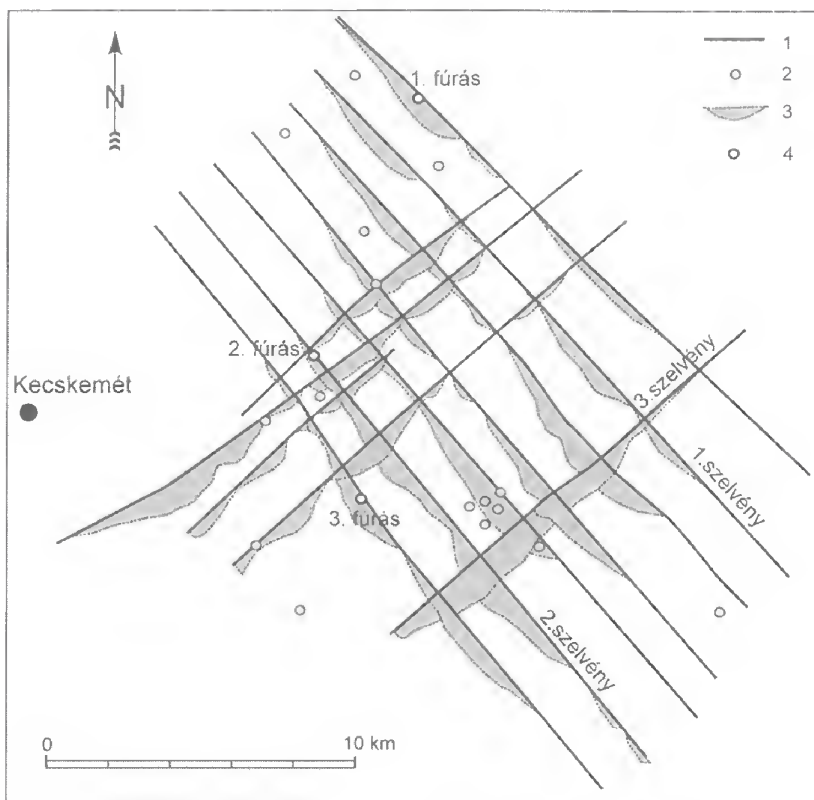 N
1. fúrás
1
2
3
4
2. fúrás
Kecskemét
3. fúrás
3.szelvény
1.szelvény
2.szelvény
0
10 km